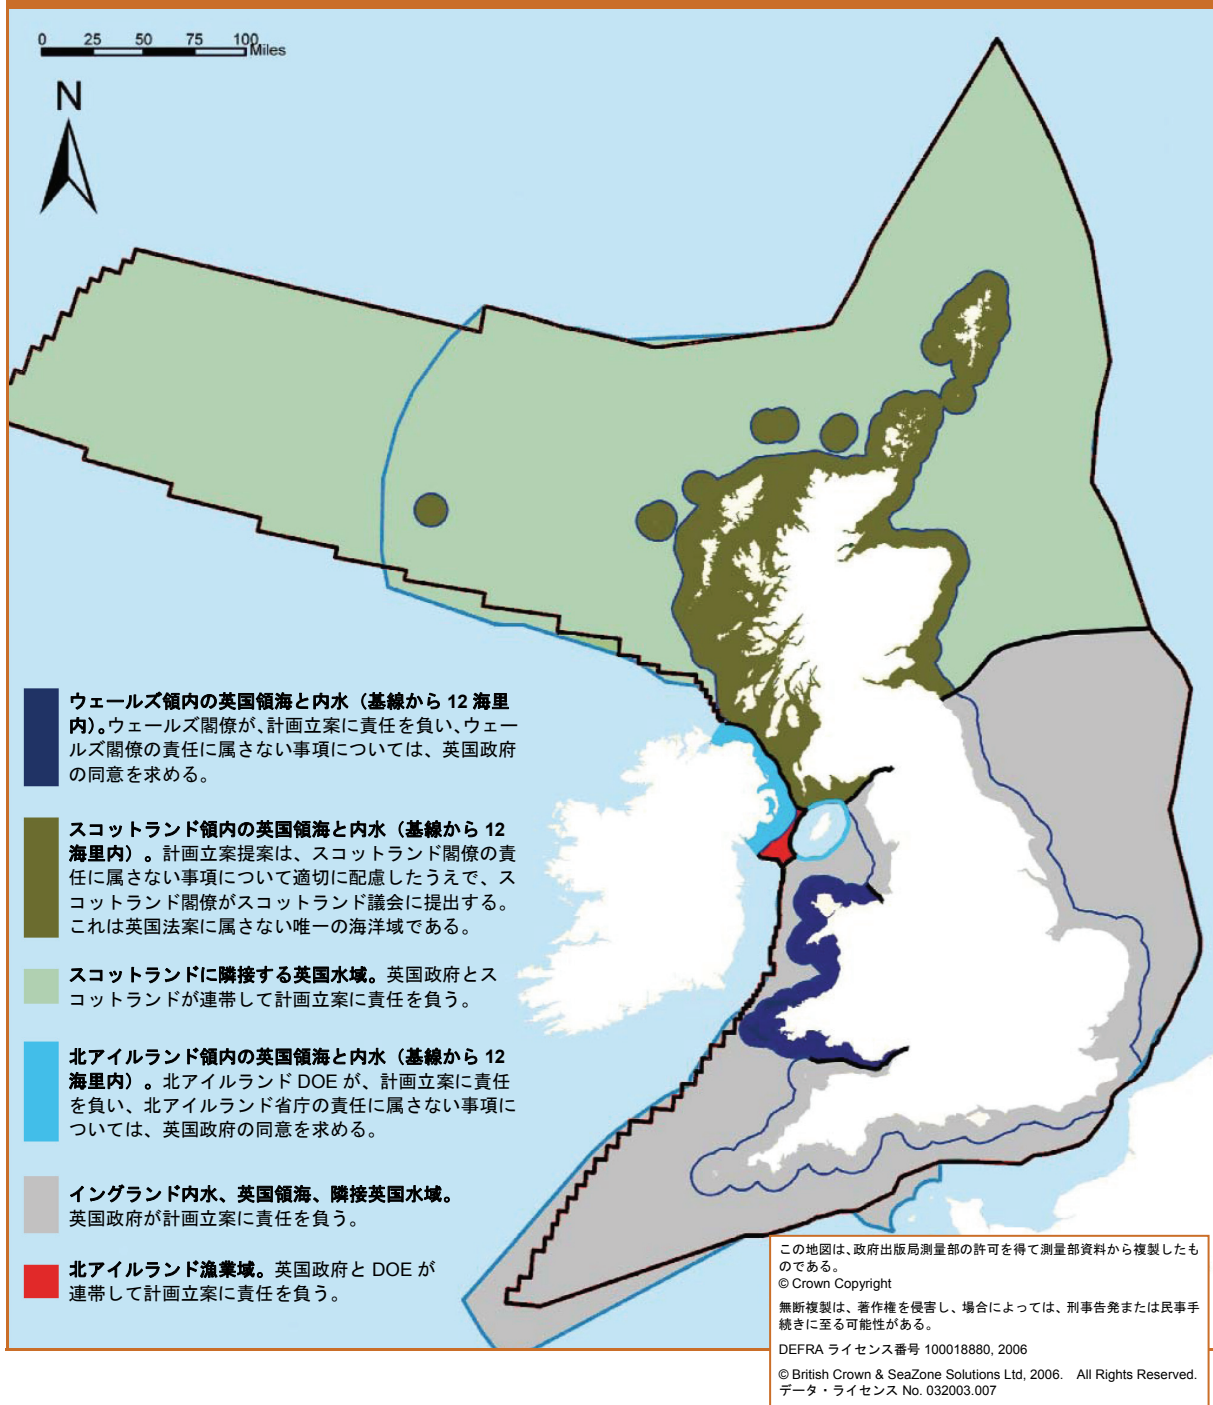 0 25 50 75 100
Miles
N
ウェールズ領内の英国領海と内水（基線から 12 海里
内)。ウェールズ閣僚が、計画立案に責任を負い、ウェー
ルズ閣僚の責任に属さない事項については、英国政府
の同意を求める。
スコットランド領内の英国領海と内水（基線から 12
海里内）。計画立案提案は、スコットランド閣僚の責
任に属さない事項について適切に配慮したうえで、ス
コットランド閣僚がスコットランド議会に提出する。
これは英国法案に属さない唯一の海洋域である。
スコットランドに隣接する英国水域。英国政府とス
コットランドが連帯して計画立案に責任を負う。
北アイルランド領内の英国領海と内水（基線から 12
海里内）。北アイルランド DOE が、計画立案に責任
を負い、北アイルランド省庁の責任に属さない事項に
ついては、英国政府の同意を求める。
イングランド内水、英国領海、隣接英国水域。
英国政府が計画立案に責任を負う。
北アイルランド漁業域。英国政府と DOE が
連帯して計画立案に責任を負う。
この地図は、政府出版局測量部の許可を得て測量部資料から複製したも
のである。
© Crown Copyright
無断複製は、著作権を侵害し、場合によっては、刑事告発または民事手
続きに至る可能性がある。
DEFRA ライセンス番号 100018880, 2006
© British Crown & SeaZone Solutions Ltd, 2006. All Rights Reserved.
データ・ライセンス No. 032003.007